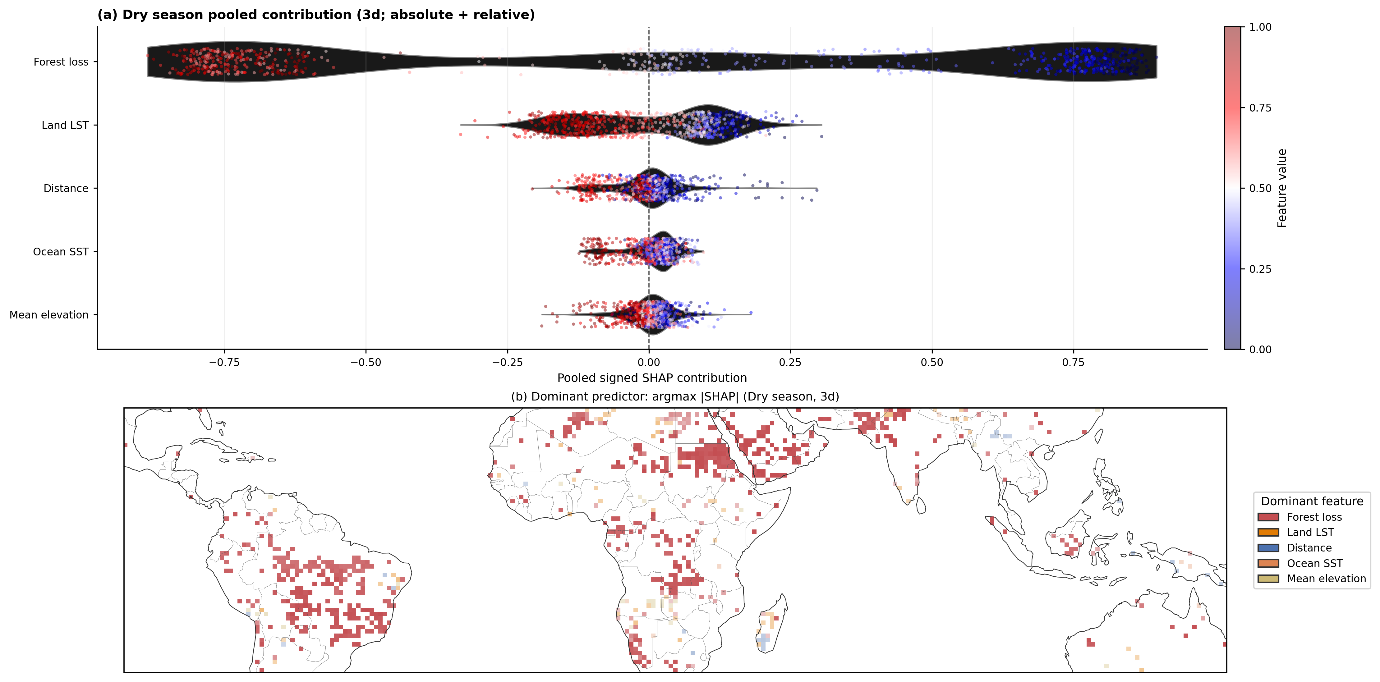 (a) Dry season pooled contribution (3d; absolute + relative)
Forest loss
Land LST
Distance
Ocean SST
Mean elevation
−0.75
−0.50
−0.25
0.00
0.25
0.50
0.75
Pooled signed SHAP contribution
1.00
0.75
0.50
0.25
0.00
Feature value
(b) Dominant predictor: argmax |SHAP| (Dry season, 3d)
Dominant feature
Forest loss
Land LST
Distance
Ocean SST
Mean elevation